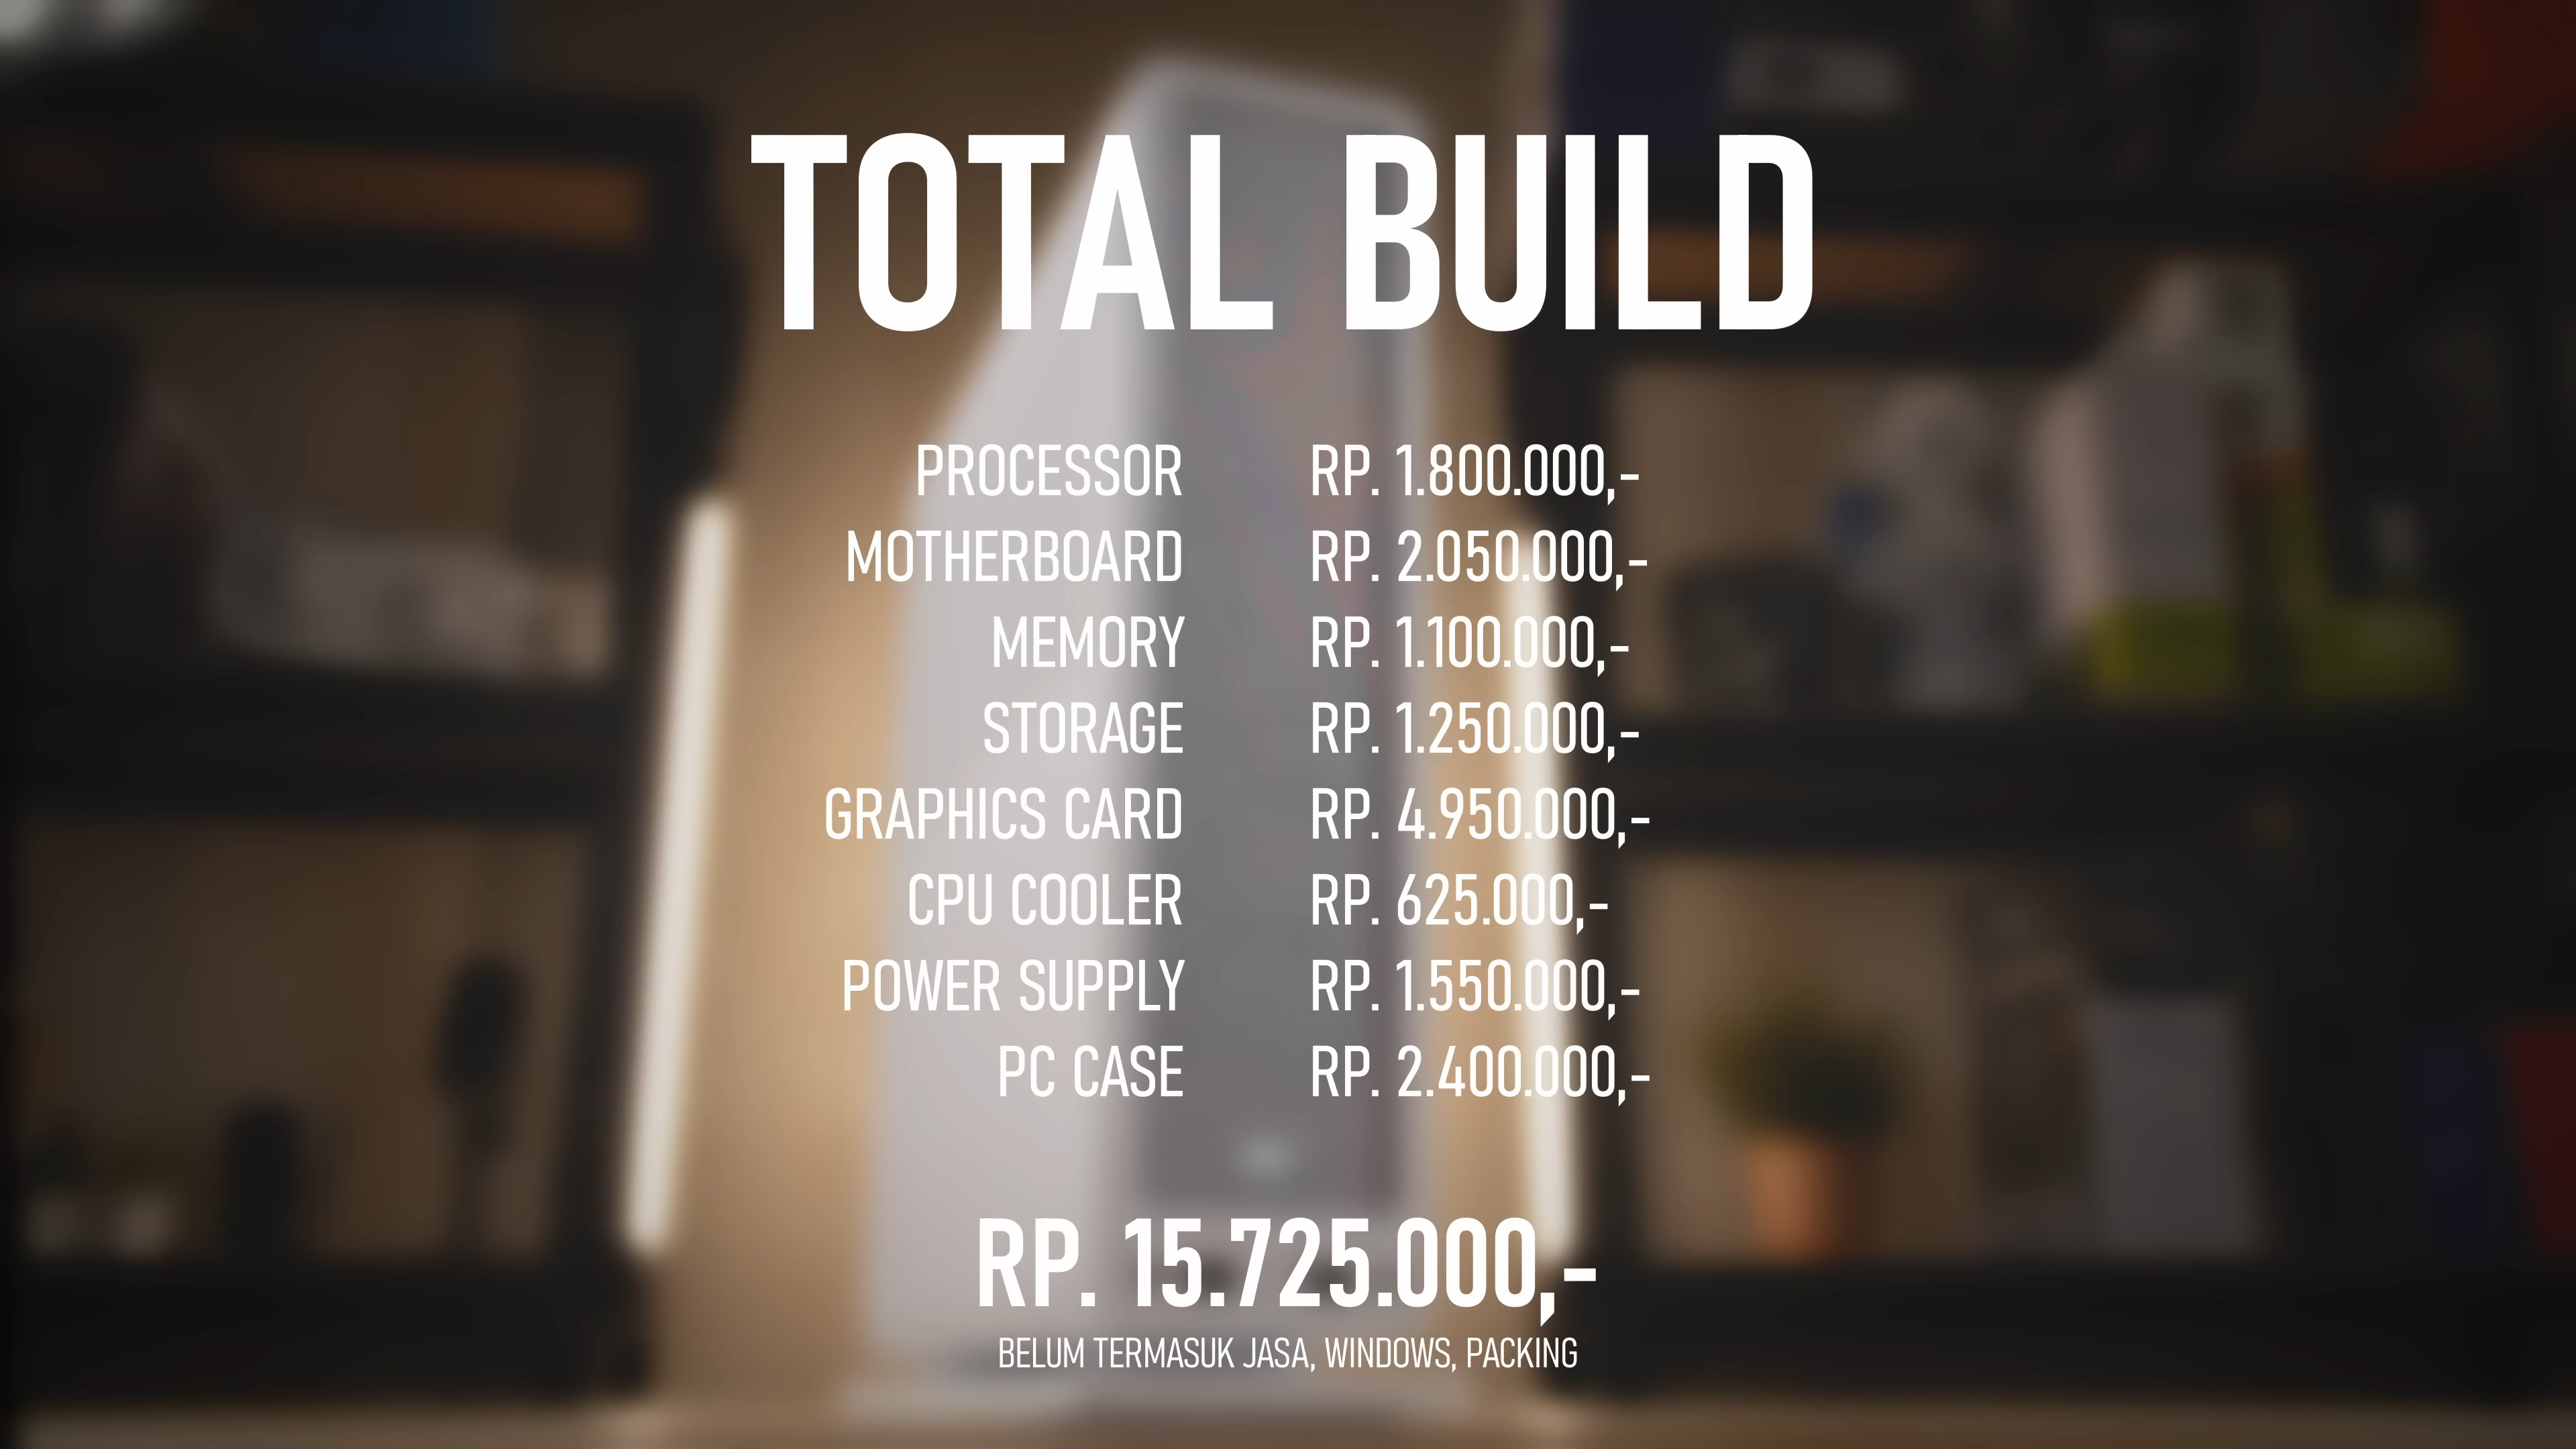 TOTAL BUILD
PROCESSOR RP. 1.800.000,-
MOTHERBOARD RP. 2.050.000,-
MEMORY RP. 1.100.000,-
STORAGE RP. 1.250.000,-
GRAPHICS CARD RP. 4.950.000,-
CPU COOLER RP. 625.000,-
POWER SUPPLY RP. 1.550.000,-
PC CASE RP. 2.400.000,-
RP. 15.725.000,-
BELUM TERMASUK JASA, WINDOWS, PACKING